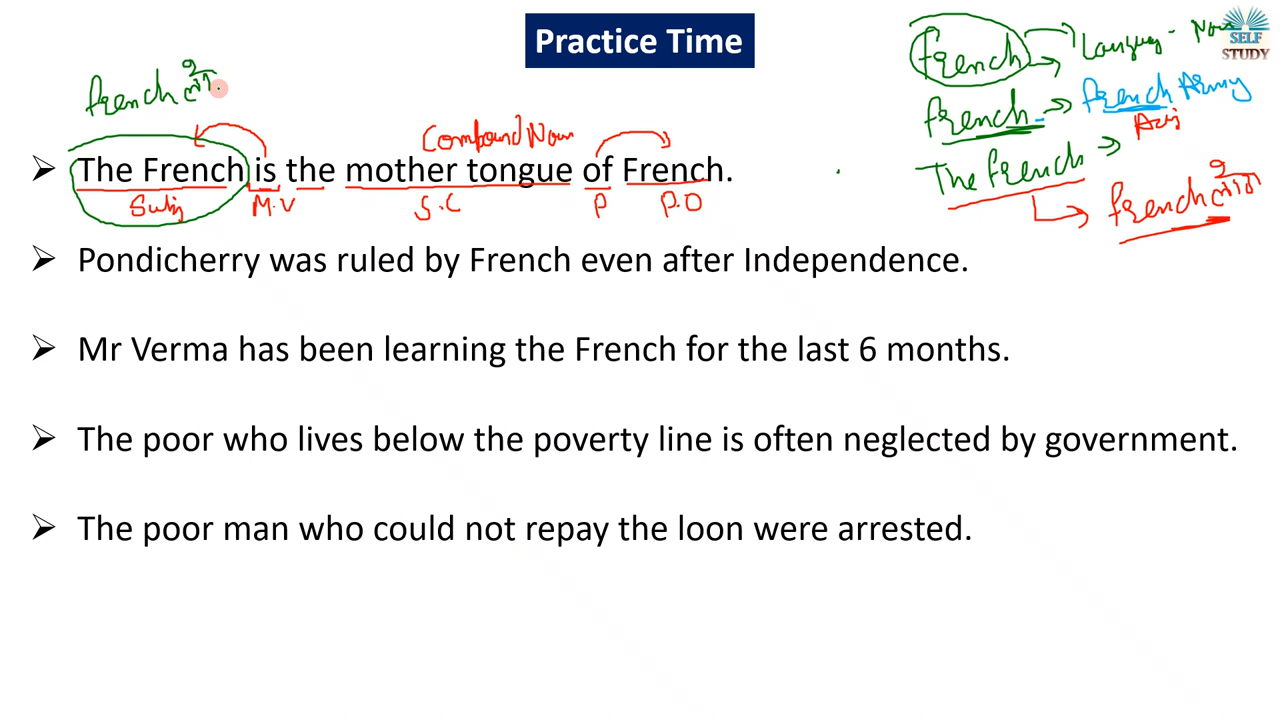 Practice Time
SELF
STUDY
French
Language - Noun
French French Army
Adj
The French
French लोग
French लोग
Compound Noun
➢ The French is the mother tongue of French.
Subj M.V S.C P P.O
➢ Pondicherry was ruled by French even after Independence.
➢ Mr Verma has been learning the French for the last 6 months.
➢ The poor who lives below the poverty line is often neglected by government.
➢ The poor man who could not repay the loon were arrested.